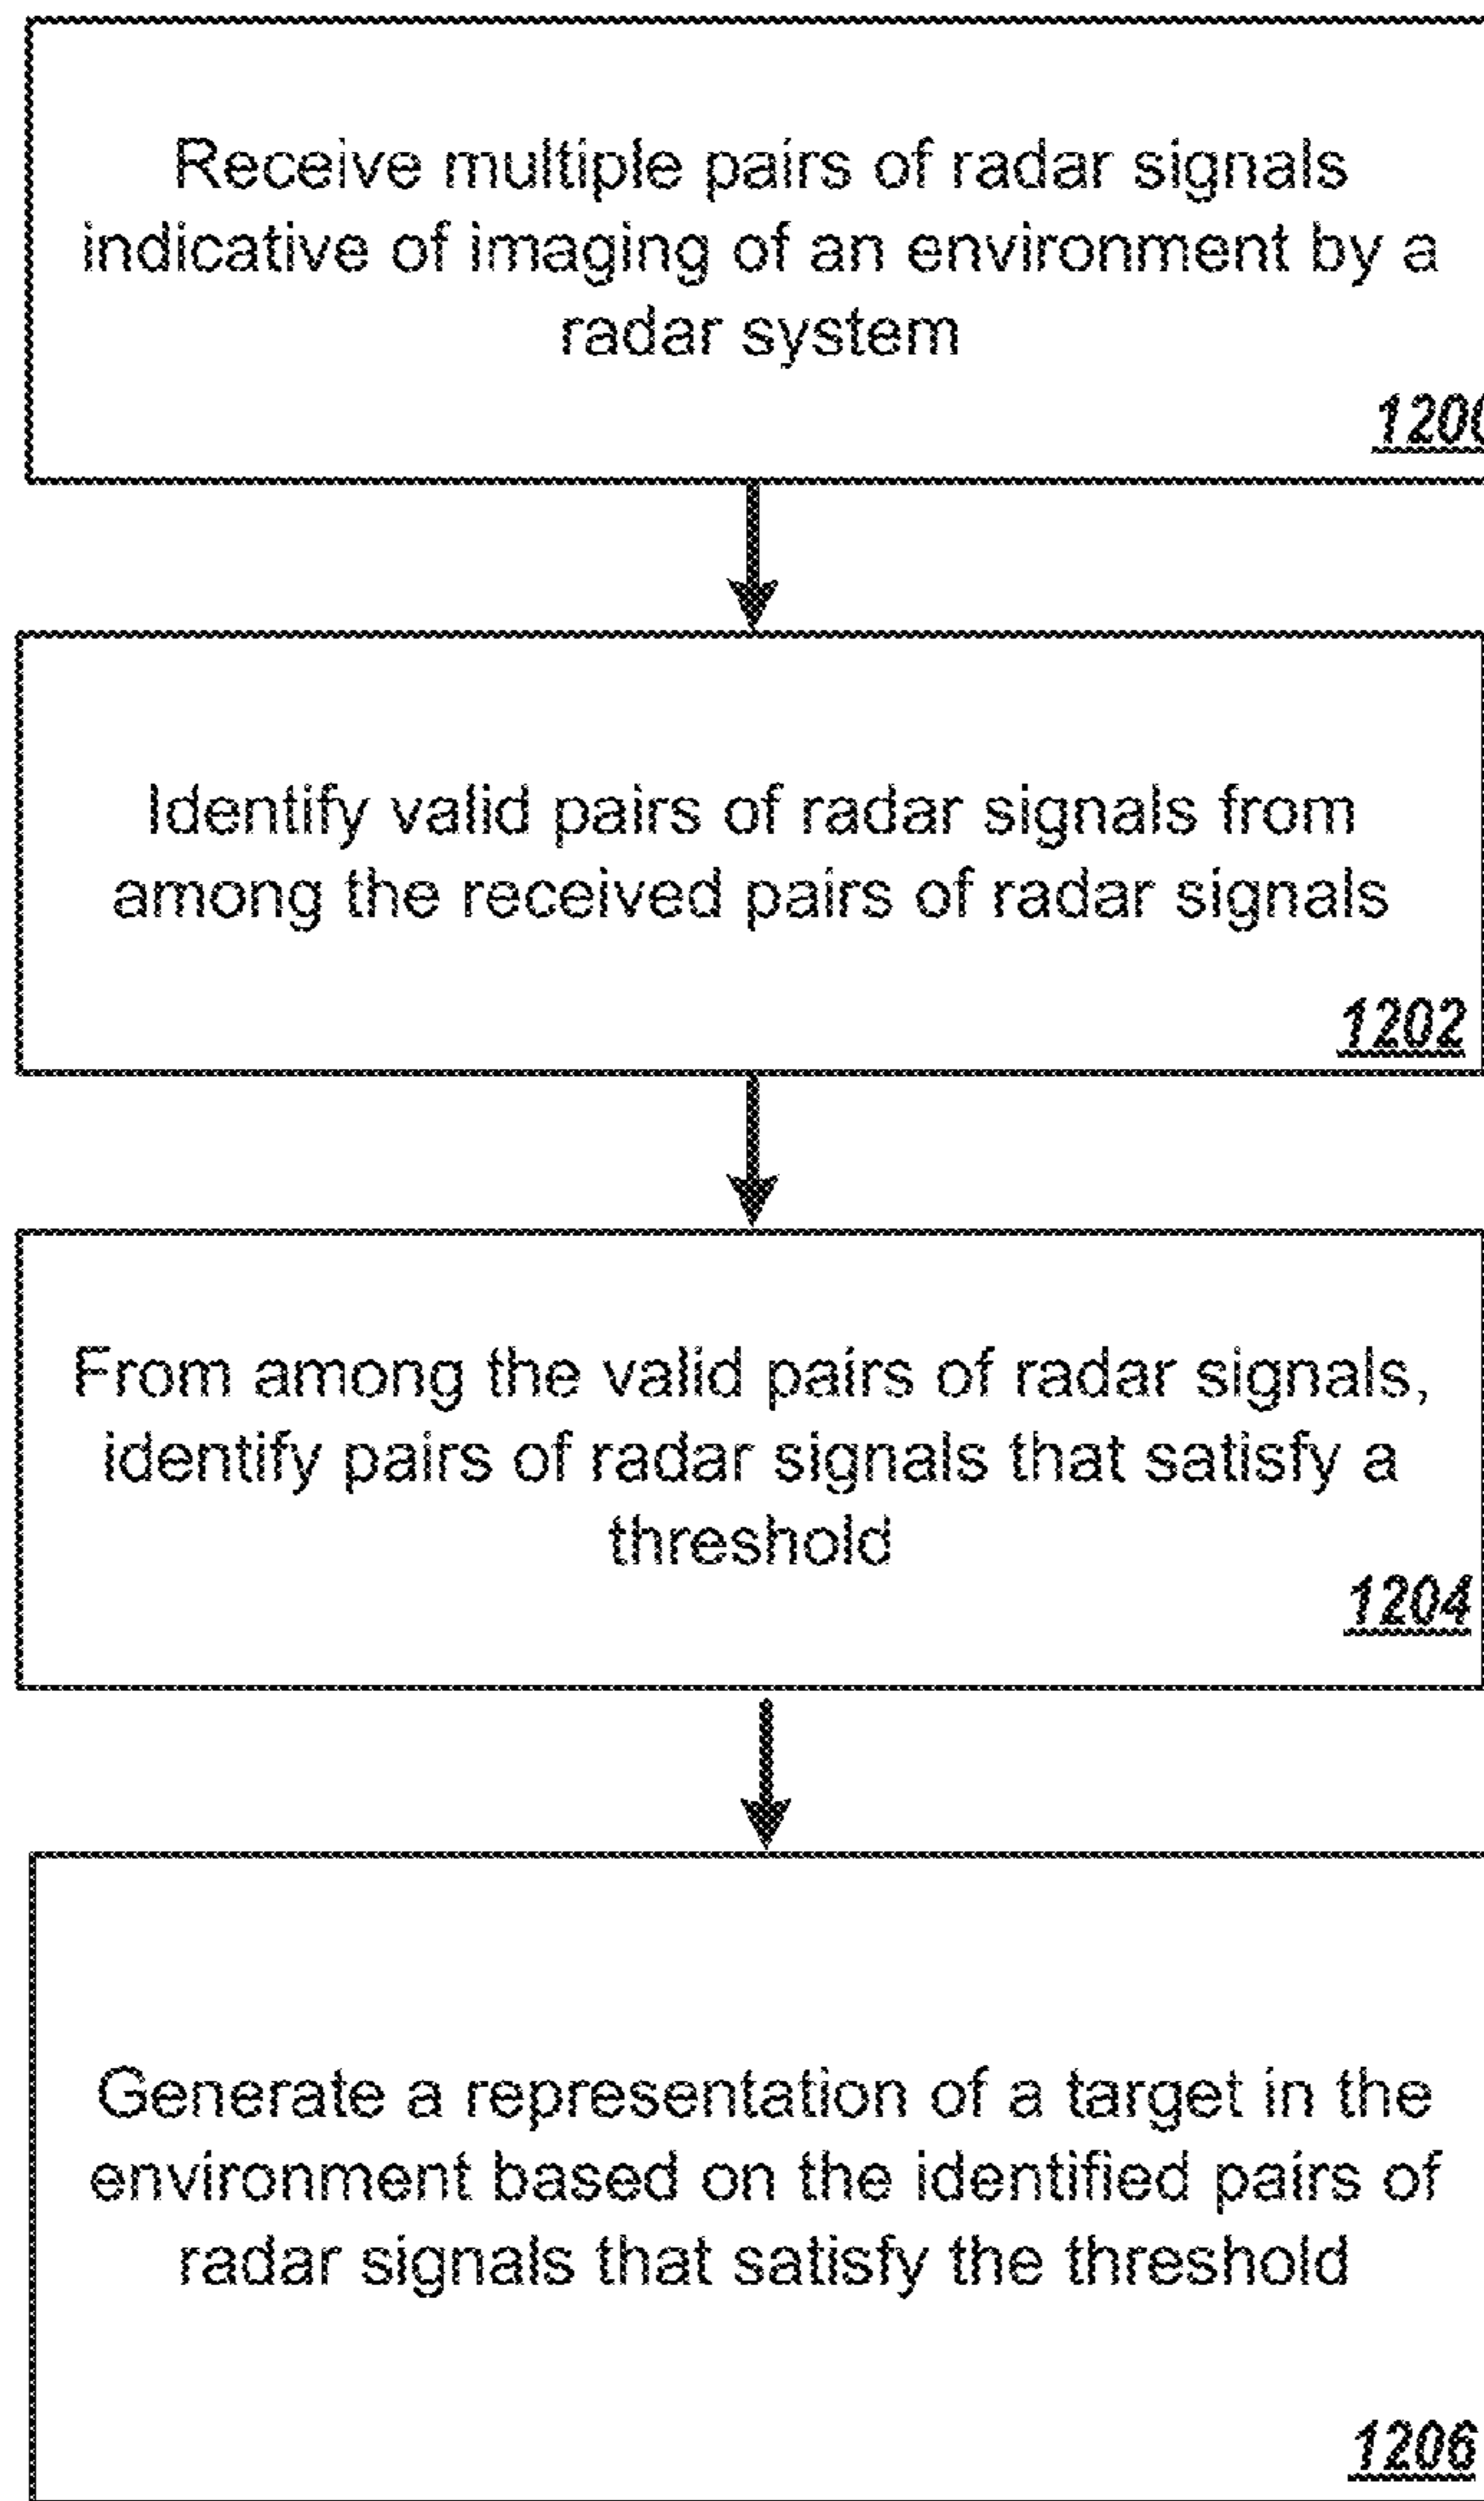 Receive multiple pairs of radar signals
indicative of imaging of an environment by a
radar system
1200
Identify valid pairs of radar signals from
among the received pairs of radar signals
1202
From among the valid pairs of radar signals,
identify pairs of radar signals that satisfy a
threshold
1204
Generate a representation of a target in the
environment based on the identified pairs of
radar signals that satisfy the threshold
1206